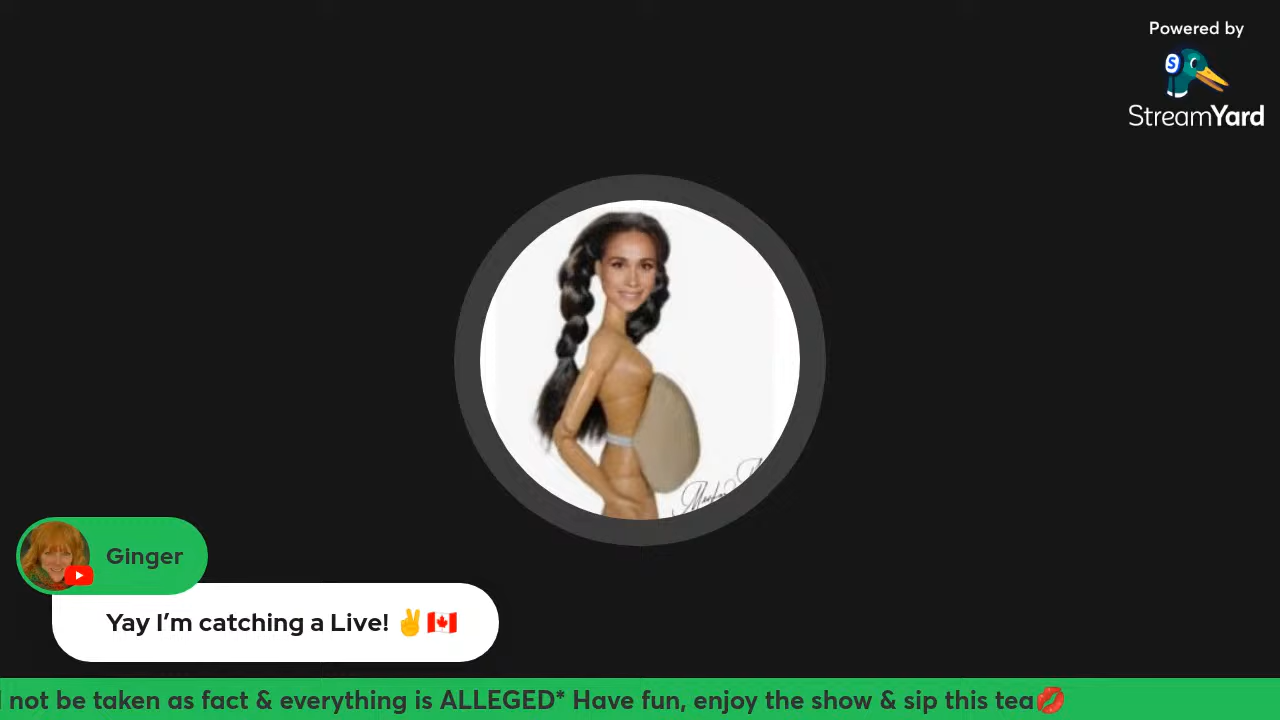 Powered by
S
StreamYard
Ginger
Yay I'm catching a Live! ✌️🇨🇦
not be taken as fact & everything is ALLEGED* Have fun, enjoy the show & sip this tea💋